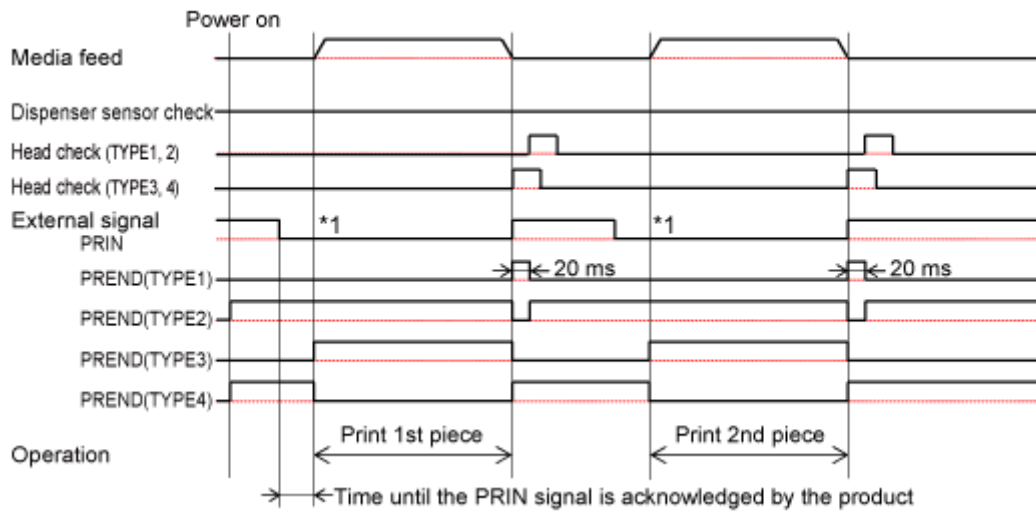 Power on
Media feed
Dispenser sensor check
Head check (TYPE1, 2)
Head check (TYPE3, 4)
External signal
PRIN
*1
*1
PREND(TYPE1)
20 ms
20 ms
PREND(TYPE2)
PREND(TYPE3)
PREND(TYPE4)
Print 1st piece
Print 2nd piece
Operation
Time until the PRIN signal is acknowledged by the product